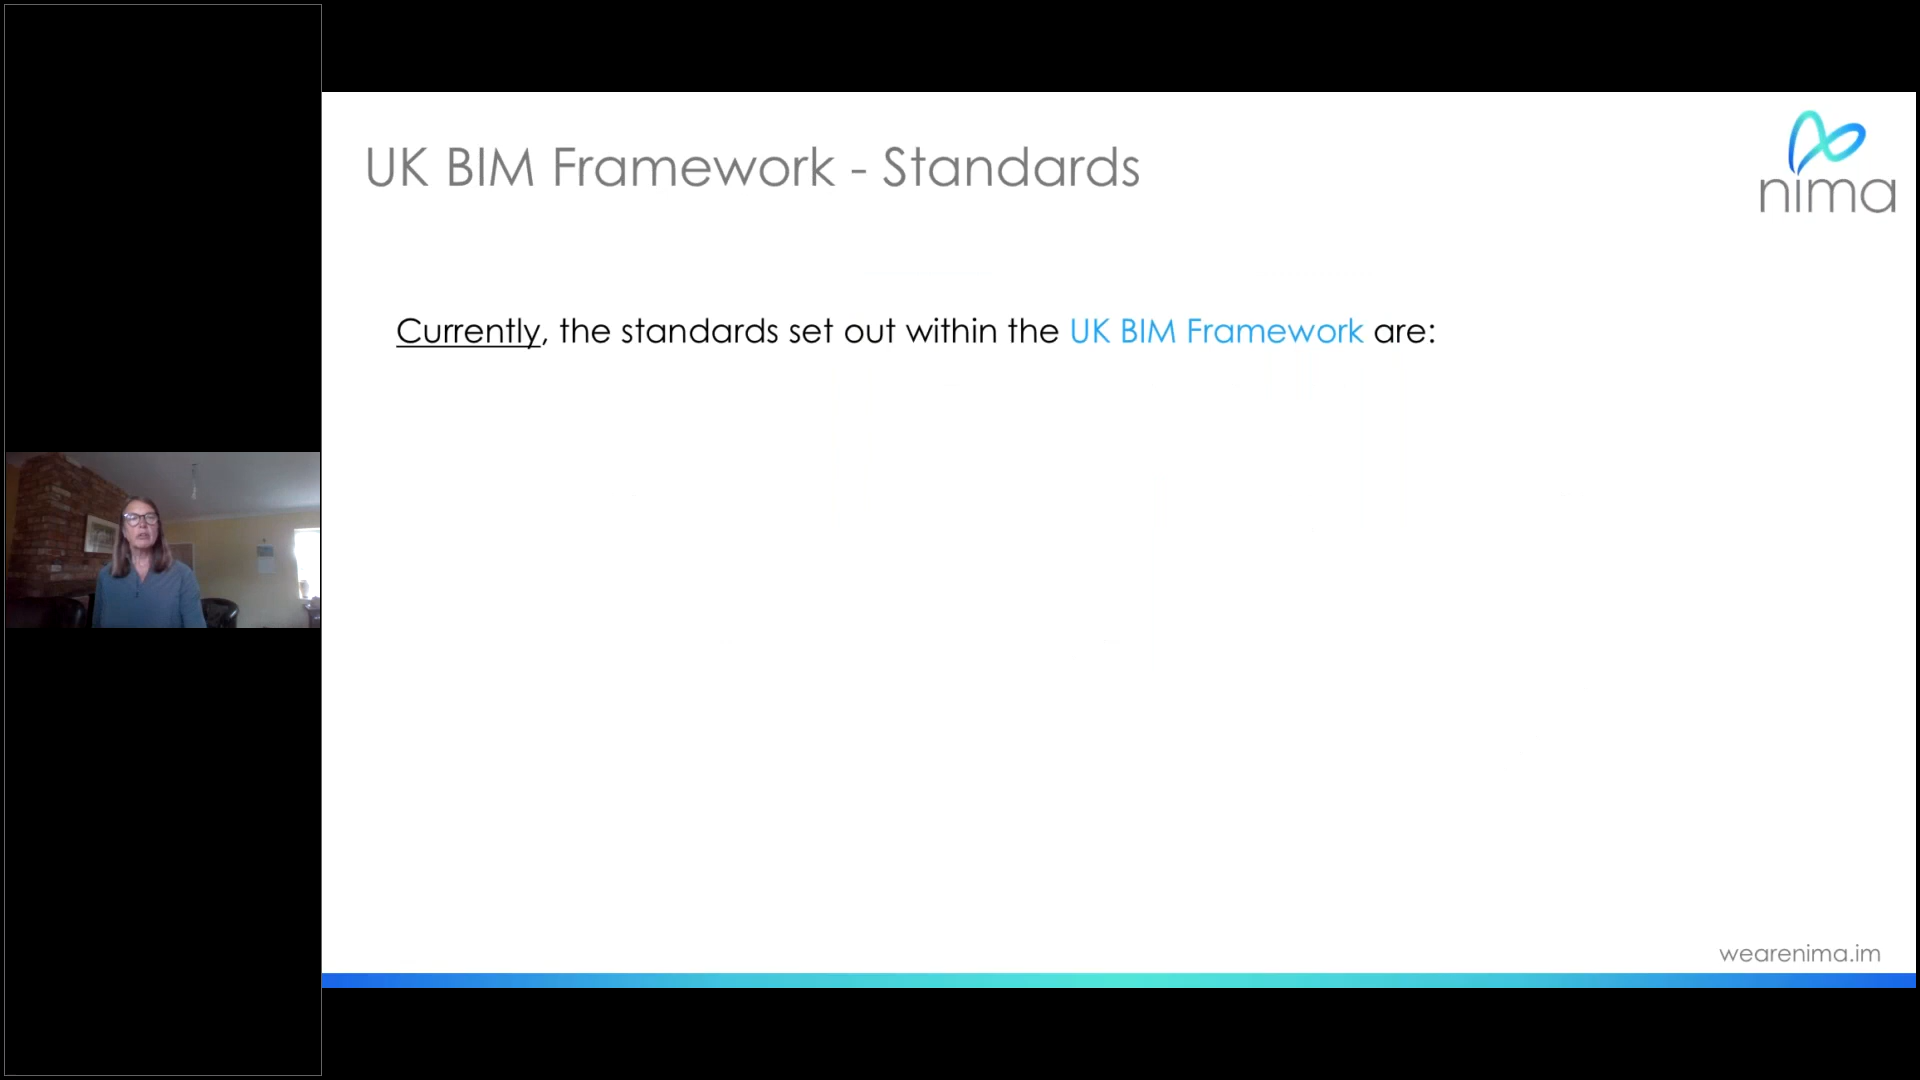 UK BIM Framework - Standards
nima
Currently, the standards set out within the UK BIM Framework are:
wearenima.im